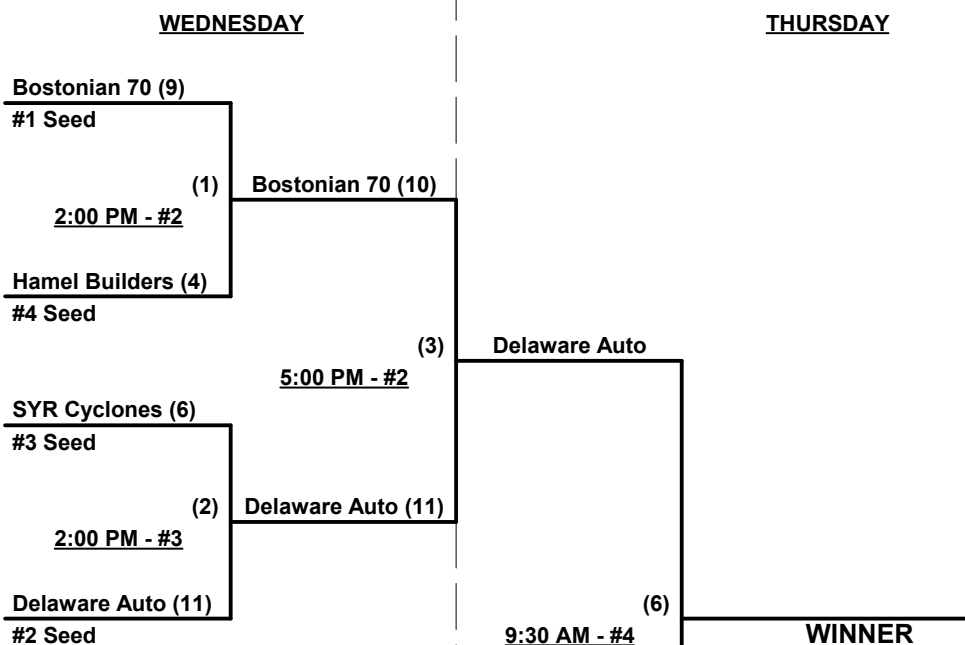 WEDNESDAY
THURSDAY
Bostonian 70 (9)
#1 Seed
(1)
Bostonian 70 (10)
2:00 PM - #2
Hamel Builders (4)
#4 Seed
(3)
Delaware Auto
5:00 PM - #2
SYR Cyclones (6)
#3 Seed
(2)
Delaware Auto (11)
2:00 PM - #3
Delaware Auto (11)
(6)
#2 Seed
9:30 AM - #4
WINNER